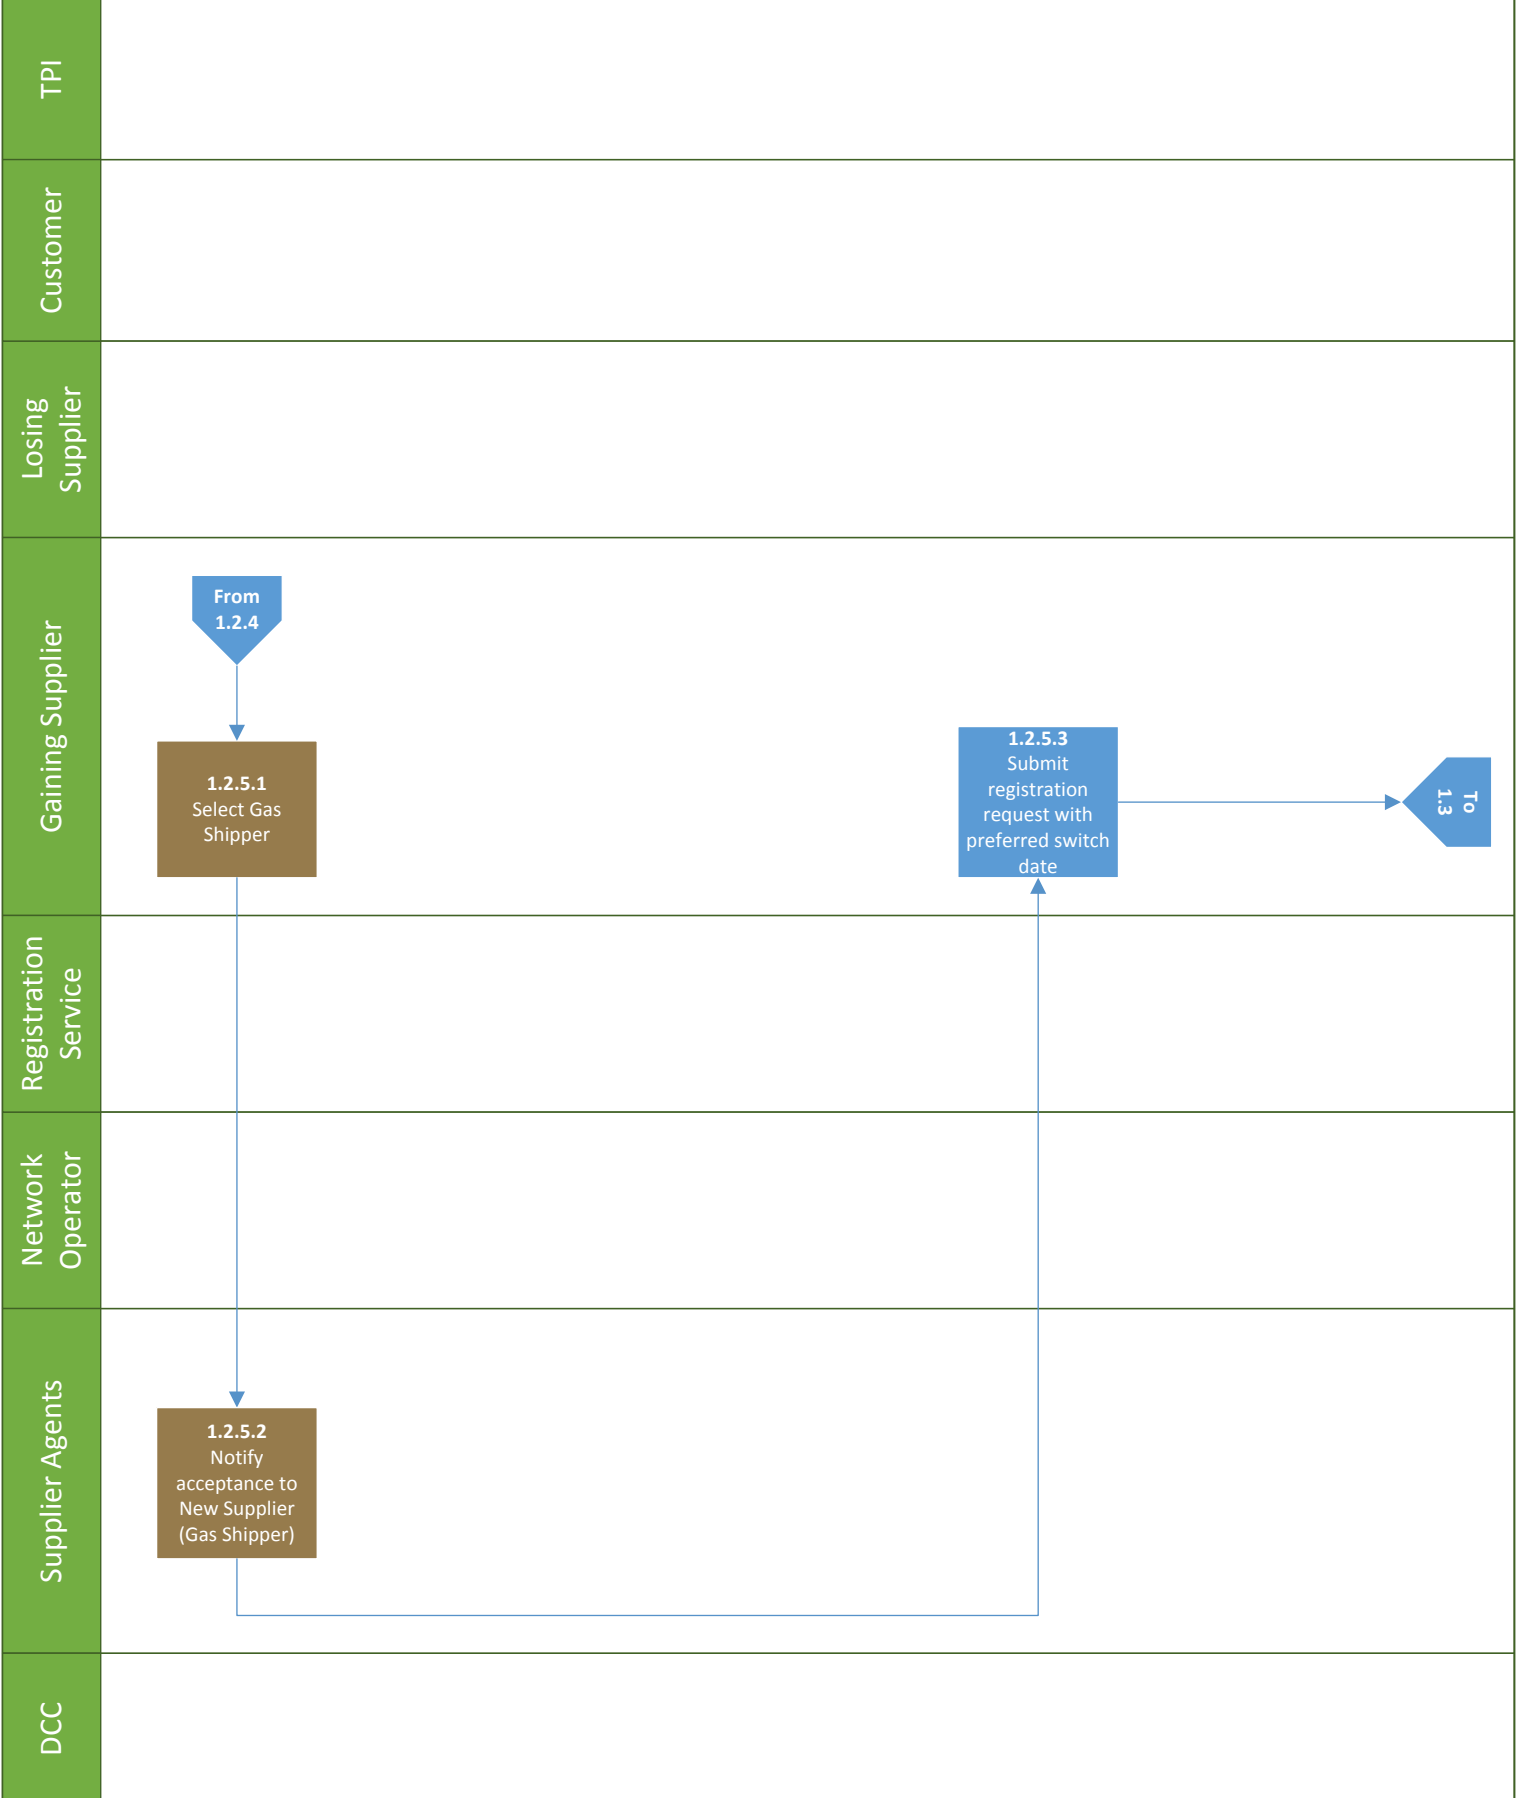 TPI
Customer
Losing
Supplier
Gaining Supplier
From
1.2.4
1.2.5.1
Select Gas
Shipper
1.2.5.3
Submit
registration
request with
preferred switch
date
To
1.3
Registration
Service
Network
Operator
Supplier Agents
1.2.5.2
Notify
acceptance to
New Supplier
(Gas Shipper)
DCC